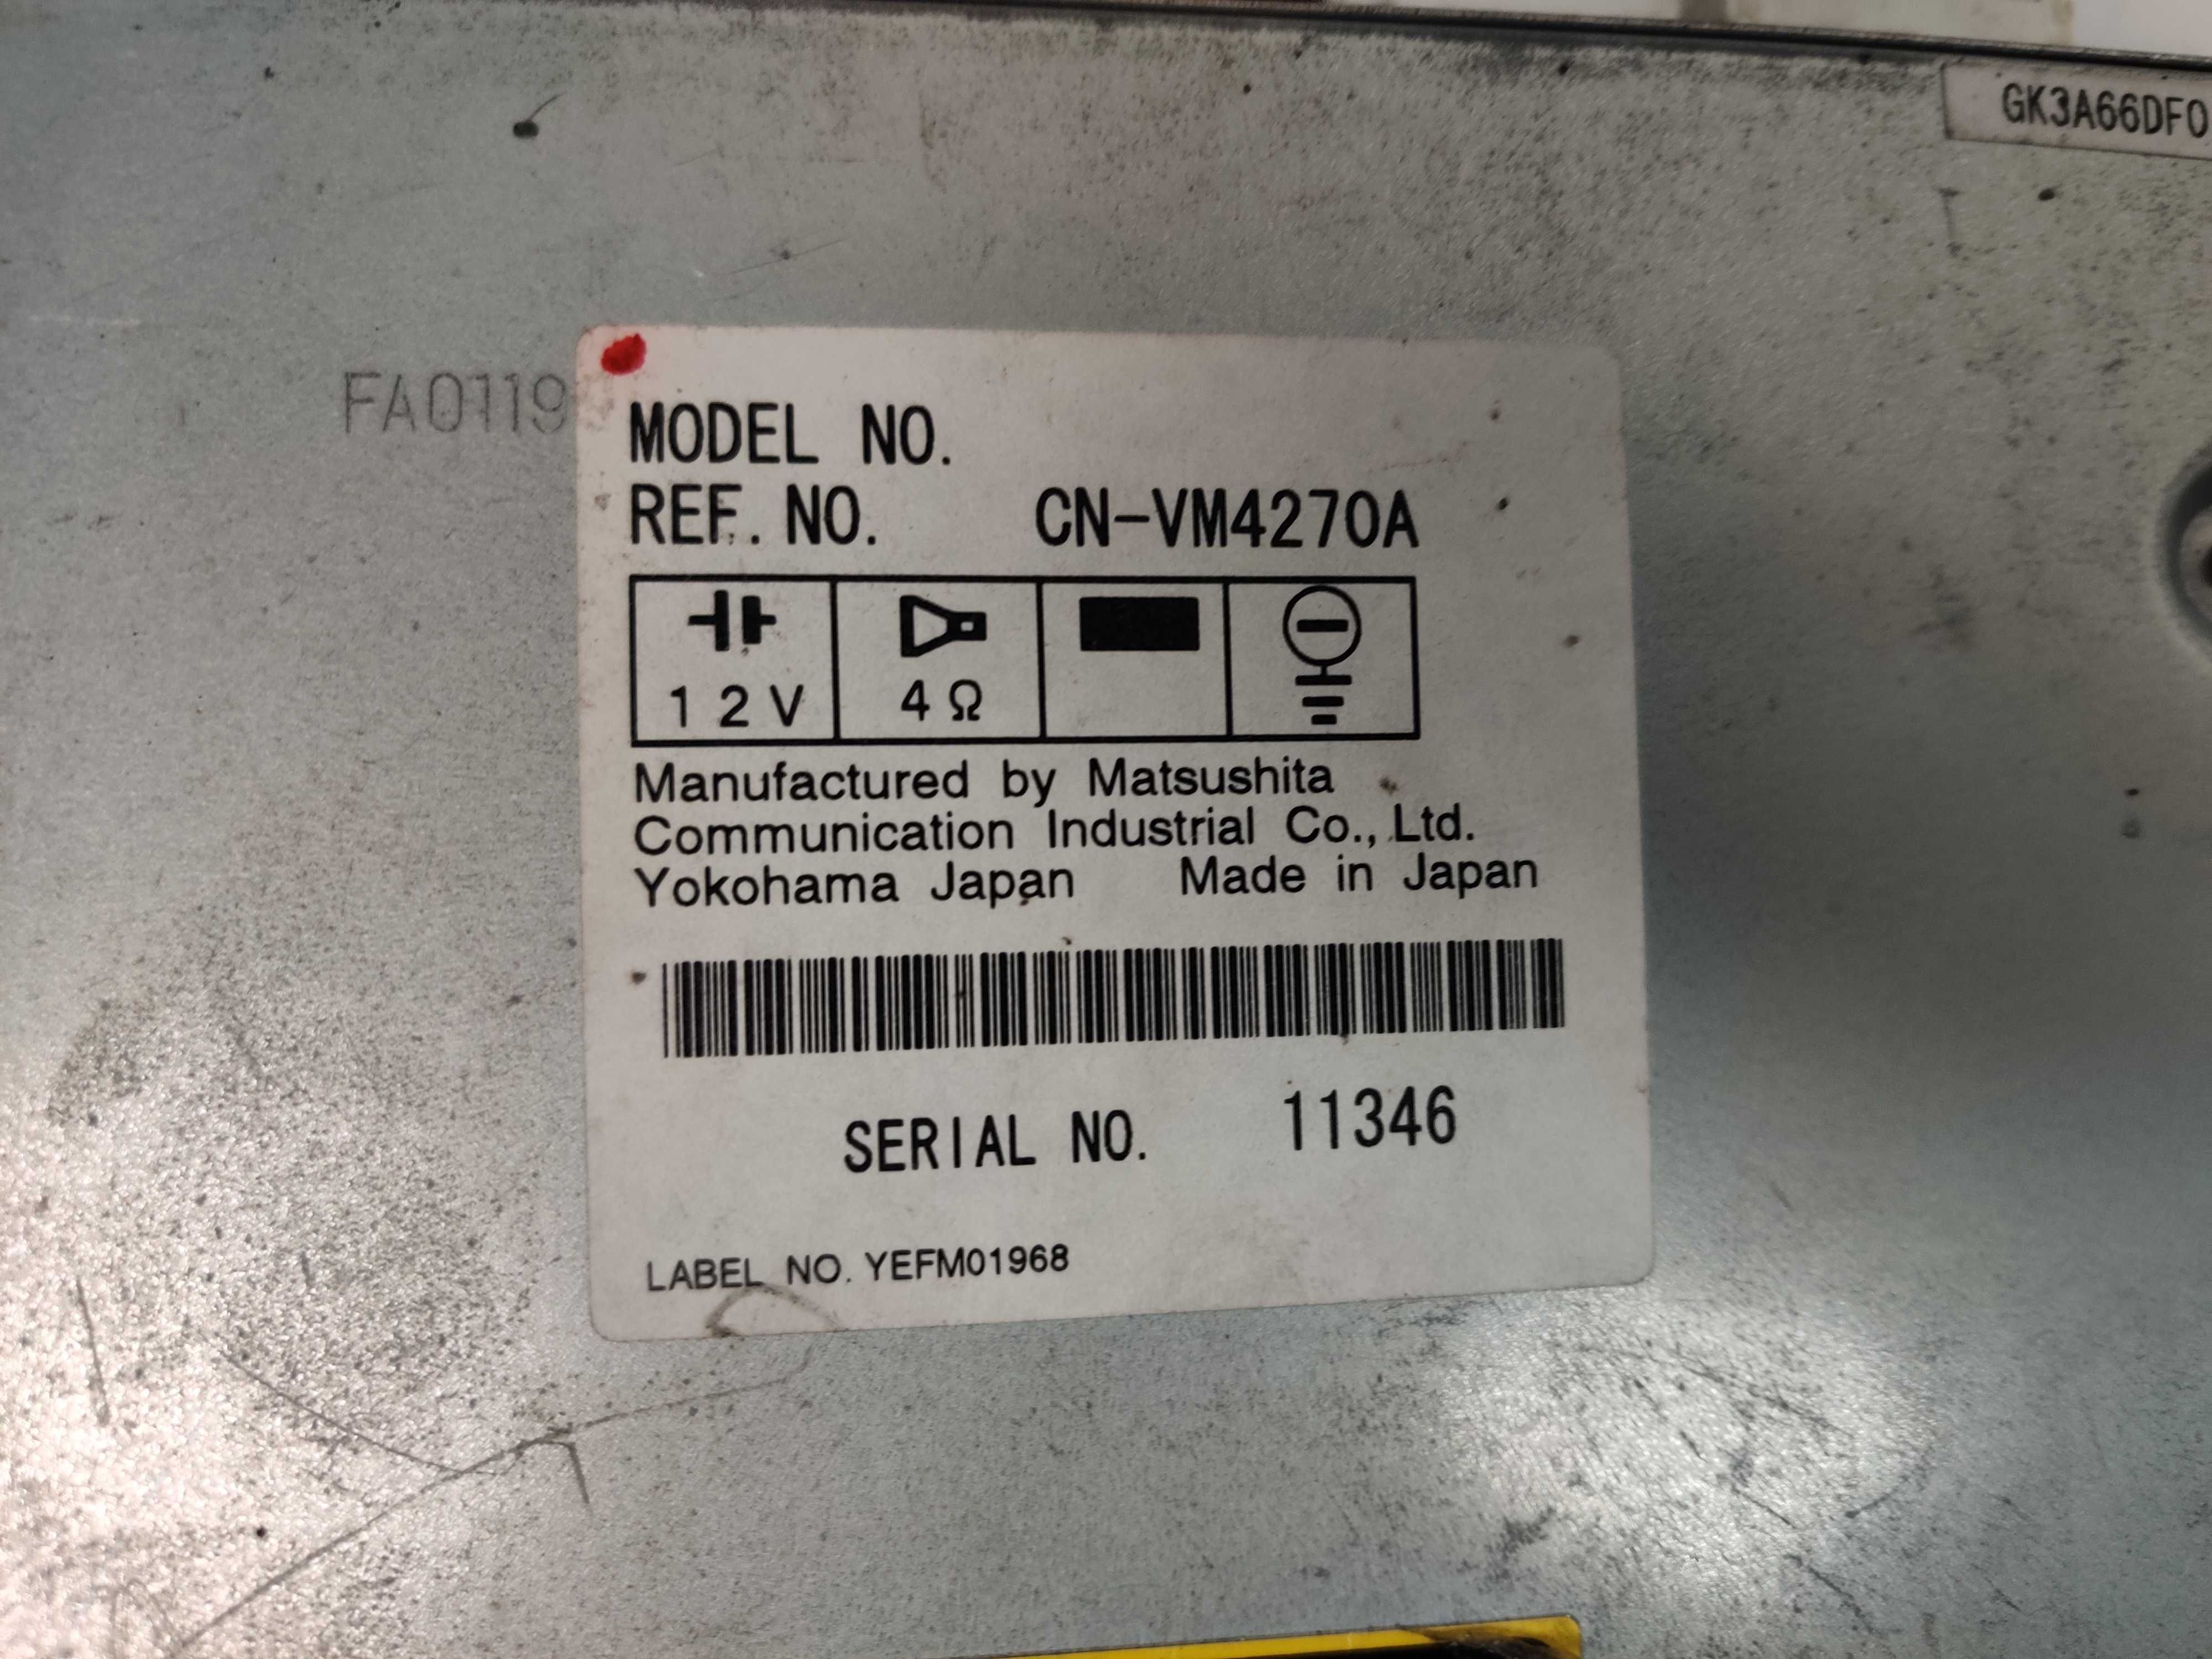 GK3A66DF0
FA0119
MODEL NO.
REF. NO. CN-VM4270A
12V 4Ω
Manufactured by Matsushita
Communication Industrial Co., Ltd.
Yokohama Japan Made in Japan
SERIAL NO. 11346
LABEL NO. YEFM01968